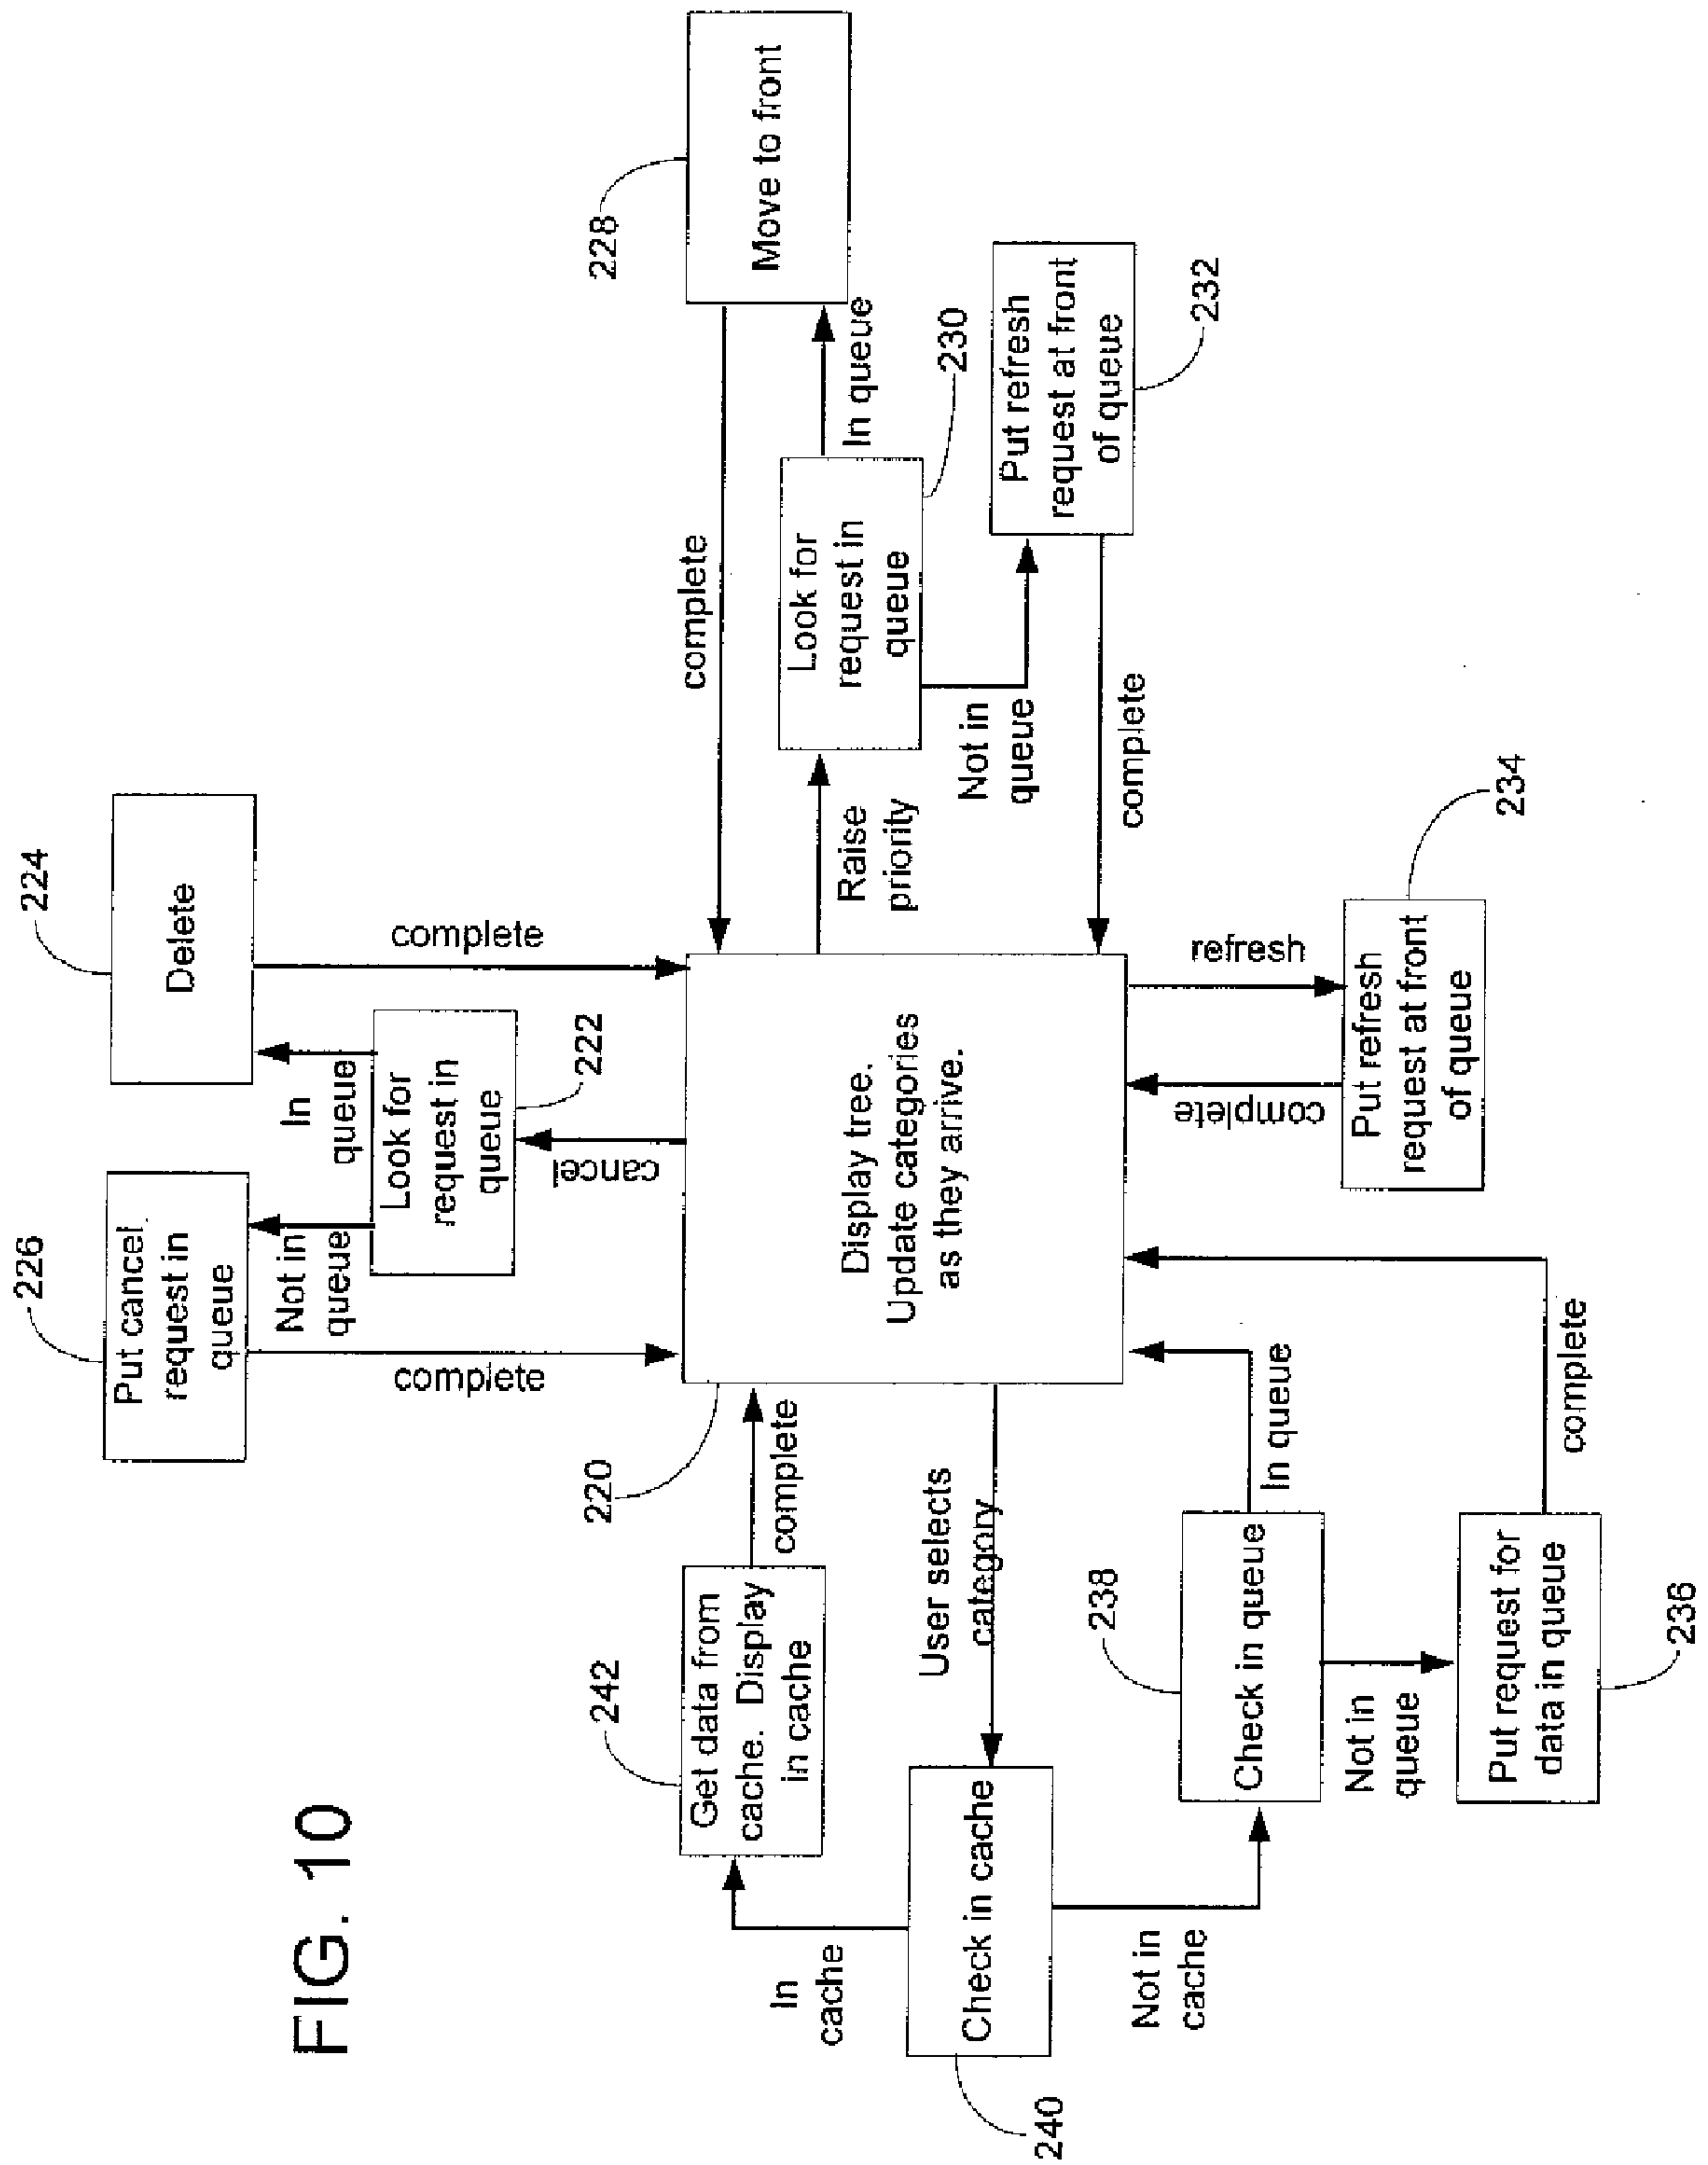 FIG. 10
226
Put cancel
request in
queue
224
Delete
complete
Not in
queue
In
queue
complete
Look for
request in
queue
222
cancel
220
Display tree.
Update categories
as they arrive.
complete
228
Move to front
Raise
priority
Look for
request in
queue
In queue
230
Not in
queue
Put refresh
request at front
of queue
232
complete
refresh
complete
Put refresh
request at front
of queue
234
242
Get data from
cache. Display
in cache
complete
User selects
category
In
cache
Check in cache
240
Not in
cache
238
Check in queue
In queue
Not in
queue
Put request for
data in queue
236
complete